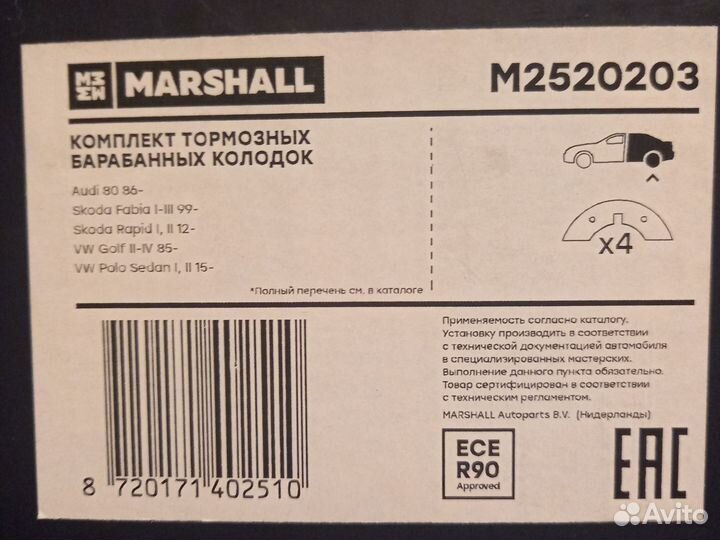 MARSHALL
M2520203
КОМПЛЕКТ ТОРМОЗНЫХ
БАРАБАННЫХ КОЛОДОК
Audi 80 86-
Skoda Fabia I-III 99-
Skoda Rapid I, II 12-
VW Golf II-IV 85-
VW Polo Sedan I, II 15-
*Полный перечень см. в каталоге
x4
Применяемость согласно каталогу.
Установку производить в соответствии
с технической документацией автомобиля
в специализированных мастерских.
Выполнение данного пункта обязательно.
Товар сертифицирован в соответствии
с техническим регламентом.
MARSHALL Autoparts B.V. (Нидерланды)
8 720171 402510
ECE
R90
Approved
EAC
Avito